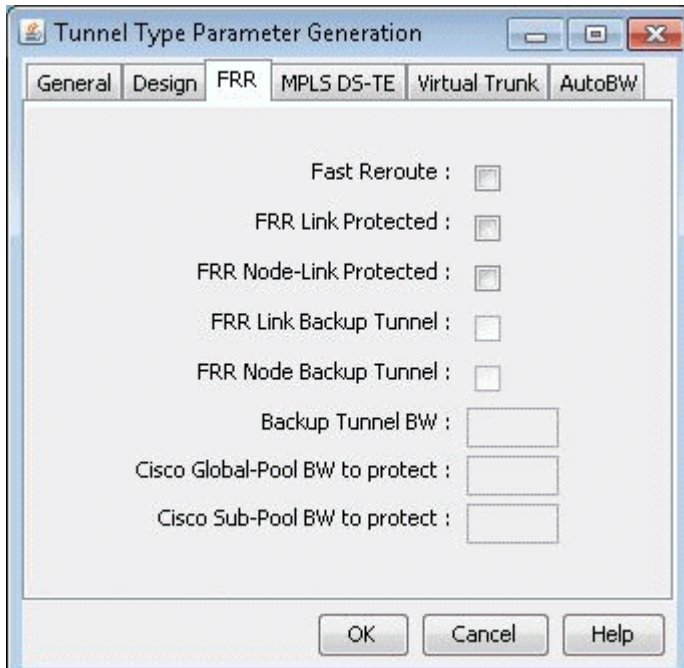 Tunnel Type Parameter Generation
General Design FRR MPLS DS-TE Virtual Trunk AutoBW
Fast Reroute :
FRR Link Protected :
FRR Node-Link Protected :
FRR Link Backup Tunnel :
FRR Node Backup Tunnel :
Backup Tunnel BW :
Cisco Global-Pool BW to protect :
Cisco Sub-Pool BW to protect :
OK Cancel Help